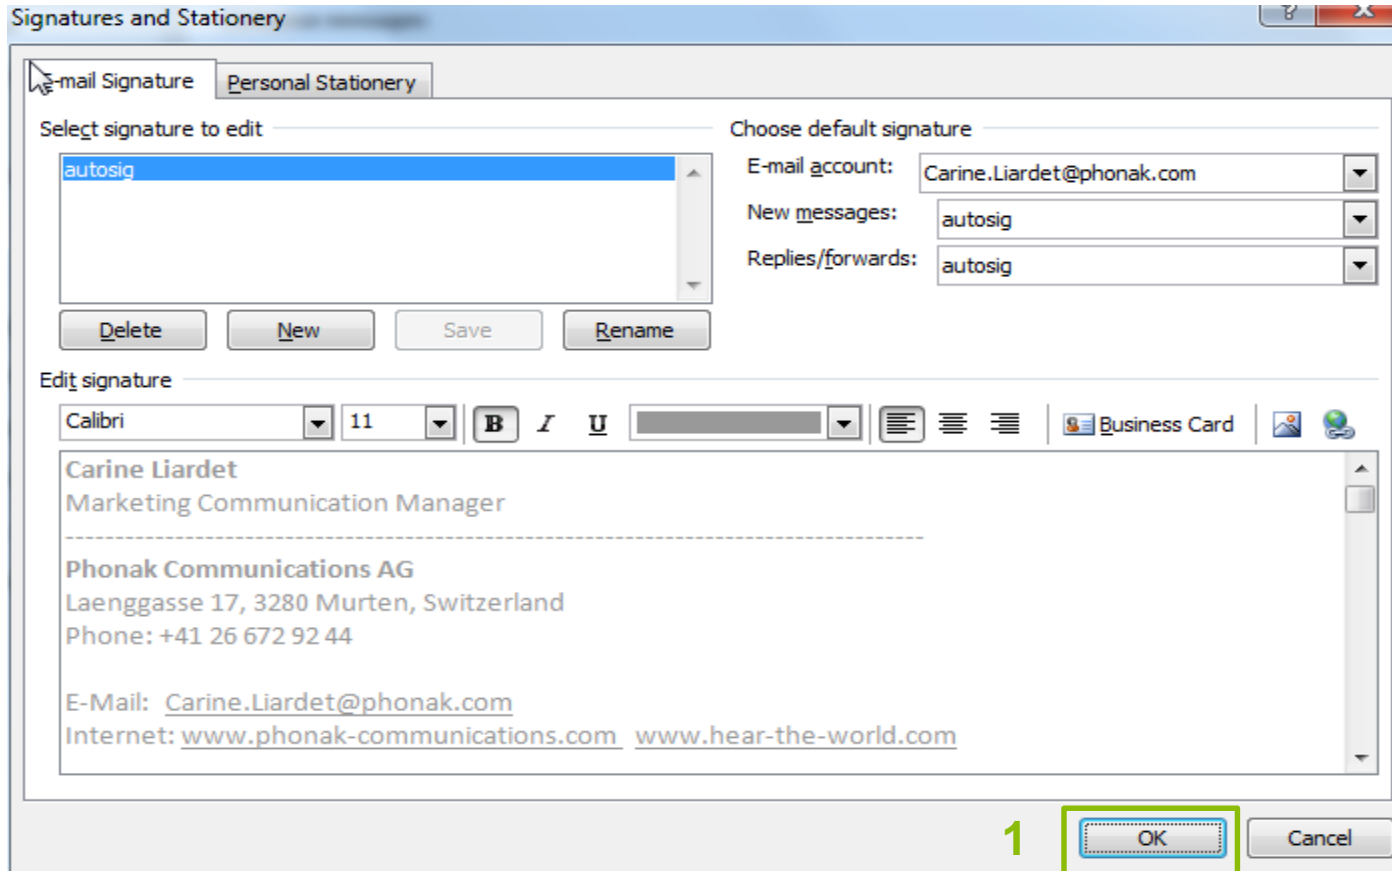 Signatures and Stationery
E-mail Signature Personal Stationery
Select signature to edit
autosig
Delete New Save Rename
Choose default signature
E-mail account: Carine.Liardet@phonak.com
New messages: autosig
Replies/forwards: autosig
Edit signature
Calibri 11 B I U Business Card
Carine Liardet
Marketing Communication Manager
--------------------------------------------------------------------------------------
Phonak Communications AG
Laenggasse 17, 3280 Murten, Switzerland
Phone: +41 26 672 92 44
E-Mail: Carine.Liardet@phonak.com
Internet: www.phonak-communications.com www.hear-the-world.com
1 OK Cancel